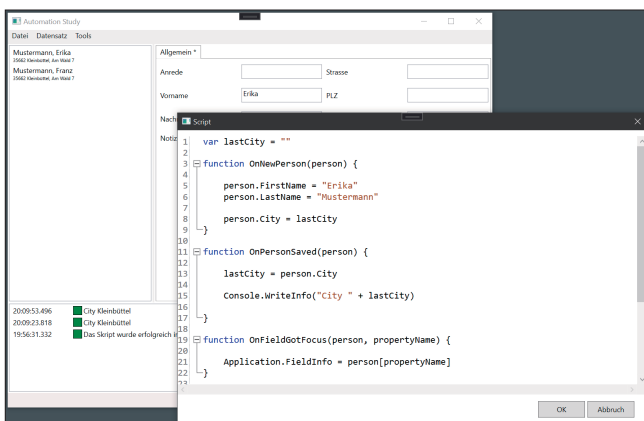 Automation Study
Datei Datensatz Tools
Mustermann, Erika
35662 Kleinbüttel, Am Wald 7
Mustermann, Franz
35662 Kleinbüttel, Am Wald 7
Allgemein *
Anrede
Strasse
Vorname
Erika
PLZ
Nach
Notiz
20:09:53.496 City Kleinbüttel
20:09:23.818 City Kleinbüttel
19:56:31.332 Das Skript wurde erfolgreich i
Script
1 var lastCity = ""
2
3 function OnNewPerson(person) {
4
5 person.FirstName = "Erika"
6 person.LastName = "Mustermann"
7
8 person.City = lastCity
9 }
10
11 function OnPersonSaved(person) {
12
13 lastCity = person.City
14
15 Console.WriteInfo("City " + lastCity)
16
17 }
18
19 function OnFieldGotFocus(person, propertyName) {
20
21 Application.FieldInfo = person[propertyName]
22 }
23
OK Abbruch